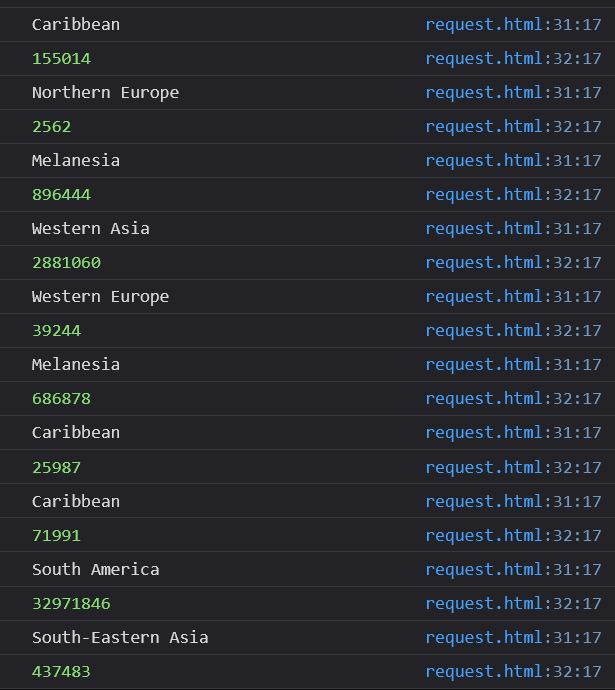 Caribbean request.html:31:17
155014 request.html:32:17
Northern Europe request.html:31:17
2562 request.html:32:17
Melanesia request.html:31:17
896444 request.html:32:17
Western Asia request.html:31:17
2881060 request.html:32:17
Western Europe request.html:31:17
39244 request.html:32:17
Melanesia request.html:31:17
686878 request.html:32:17
Caribbean request.html:31:17
25987 request.html:32:17
Caribbean request.html:31:17
71991 request.html:32:17
South America request.html:31:17
32971846 request.html:32:17
South-Eastern Asia request.html:31:17
437483 request.html:32:17